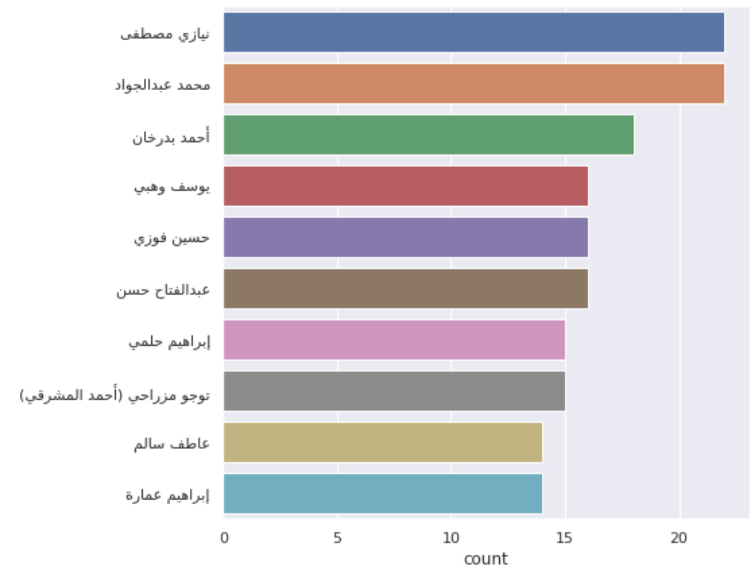 نيازي مصطفى
محمد عبدالجواد
أحمد بدرخان
يوسف وهبي
حسين فوزي
عبدالفتاح حسن
إبراهيم حلمي
توجو مزراحي (أحمد المشرقي)
عاطف سالم
إبراهيم عمارة
0 5 10 15 20
count